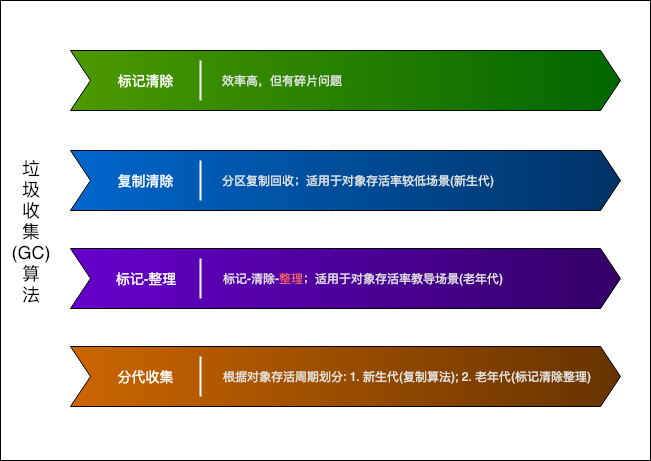 垃
圾
收
集
(GC)
算
法
标记清除
效率高，但有碎片问题
复制清除
分区复制回收；适用于对象存活率较低场景(新生代)
标记-整理
标记-清除-整理；适用于对象存活率教导场景(老年代)
分代收集
根据对象存活周期划分: 1. 新生代(复制算法); 2. 老年代(标记清除整理)